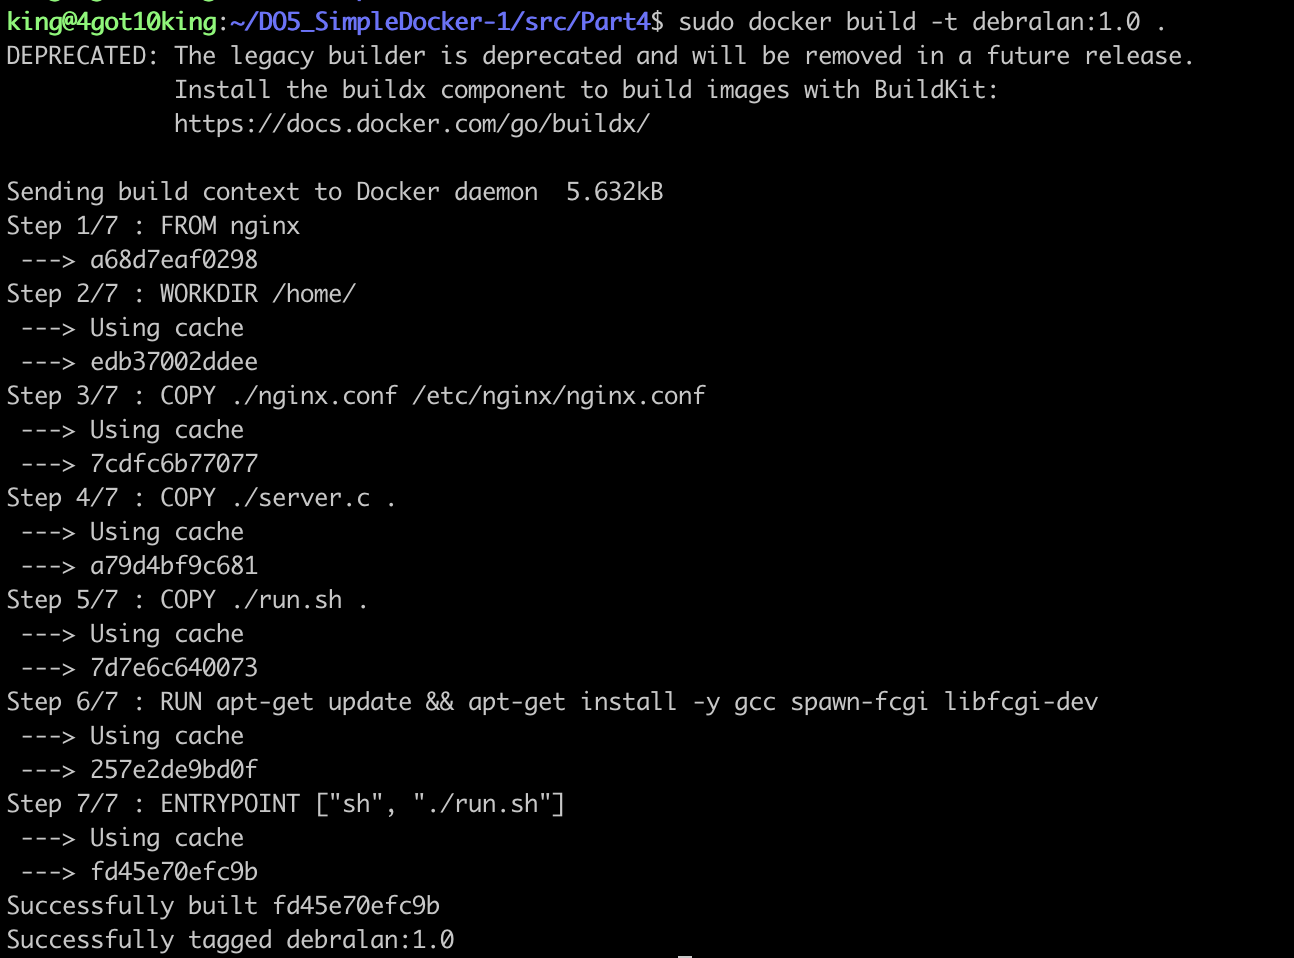 king@4got10king:~/DO5_SimpleDocker-1/src/Part4$ sudo docker build -t debralan:1.0 .
DEPRECATED: The legacy builder is deprecated and will be removed in a future release.
            Install the buildx component to build images with BuildKit:
            https://docs.docker.com/go/buildx/

Sending build context to Docker daemon  5.632kB
Step 1/7 : FROM nginx
 ---> a68d7eaf0298
Step 2/7 : WORKDIR /home/
 ---> Using cache
 ---> edb37002ddee
Step 3/7 : COPY ./nginx.conf /etc/nginx/nginx.conf
 ---> Using cache
 ---> 7cdfc6b77077
Step 4/7 : COPY ./server.c .
 ---> Using cache
 ---> a79d4bf9c681
Step 5/7 : COPY ./run.sh .
 ---> Using cache
 ---> 7d7e6c640073
Step 6/7 : RUN apt-get update && apt-get install -y gcc spawn-fcgi libfcgi-dev
 ---> Using cache
 ---> 257e2de9bd0f
Step 7/7 : ENTRYPOINT ["sh", "./run.sh"]
 ---> Using cache
 ---> fd45e70efc9b
Successfully built fd45e70efc9b
Successfully tagged debralan:1.0